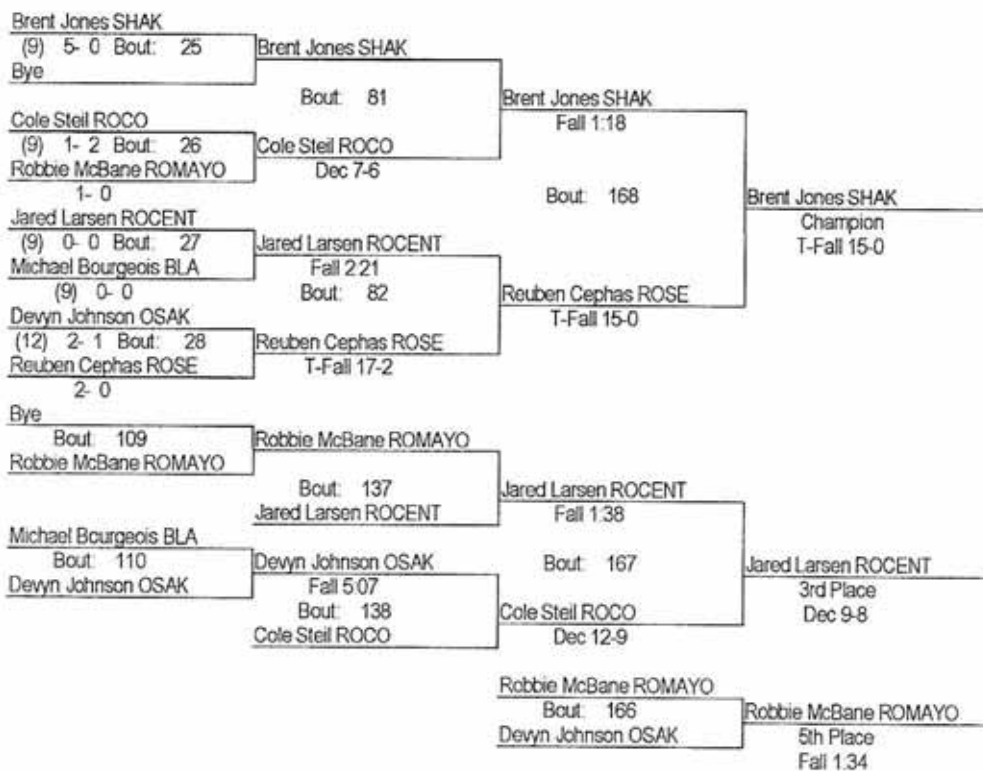 Brent Jones SHAK
(9) 5- 0 Bout: 25
Bye
Brent Jones SHAK
Bout: 81
Cole Steil ROCO
(9) 1- 2 Bout: 26
Robbie McBane ROMAYO
1- 0
Cole Steil ROCO
Dec 7-6
Brent Jones SHAK
Fall 1:18
Bout: 168
Jared Larsen ROCENT
(9) 0- 0 Bout: 27
Michael Bourgeois BLA
(9) 0- 0
Jared Larsen ROCENT
Fall 2:21
Bout: 82
Devyn Johnson OSAK
(12) 2- 1 Bout: 28
Reuben Cephas ROSE
2- 0
Reuben Cephas ROSE
T-Fall 17-2
Reuben Cephas ROSE
T-Fall 15-0
Brent Jones SHAK
Champion
T-Fall 15-0
Bye
Bout: 109
Robbie McBane ROMAYO
Robbie McBane ROMAYO
Bout: 137
Jared Larsen ROCENT
Jared Larsen ROCENT
Fall 1:38
Bout: 167
Michael Bourgeois BLA
Bout: 110
Devyn Johnson OSAK
Devyn Johnson OSAK
Fall 5:07
Bout: 138
Cole Steil ROCO
Cole Steil ROCO
Dec 12-9
Jared Larsen ROCENT
3rd Place
Dec 9-8
Robbie McBane ROMAYO
Bout: 166
Devyn Johnson OSAK
Robbie McBane ROMAYO
5th Place
Fall 1:34